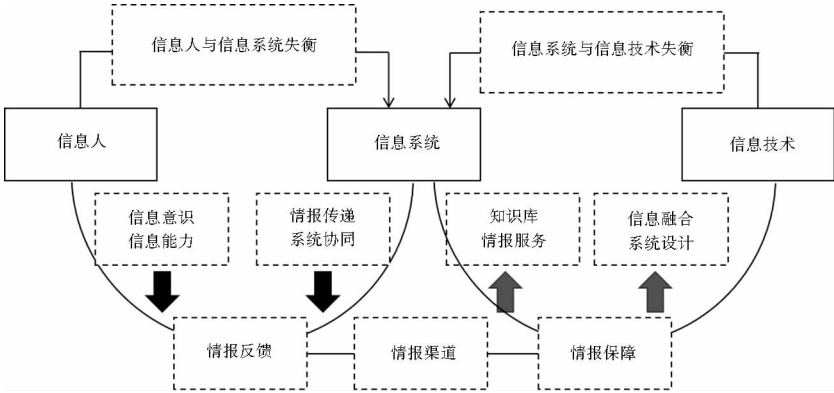 信息人与信息系统失衡
信息系统与信息技术失衡
信息人
信息系统
信息技术
信息意识
信息能力
情报传递
系统协同
知识库
情报服务
信息融合
系统设计
情报反馈
情报渠道
情报保障